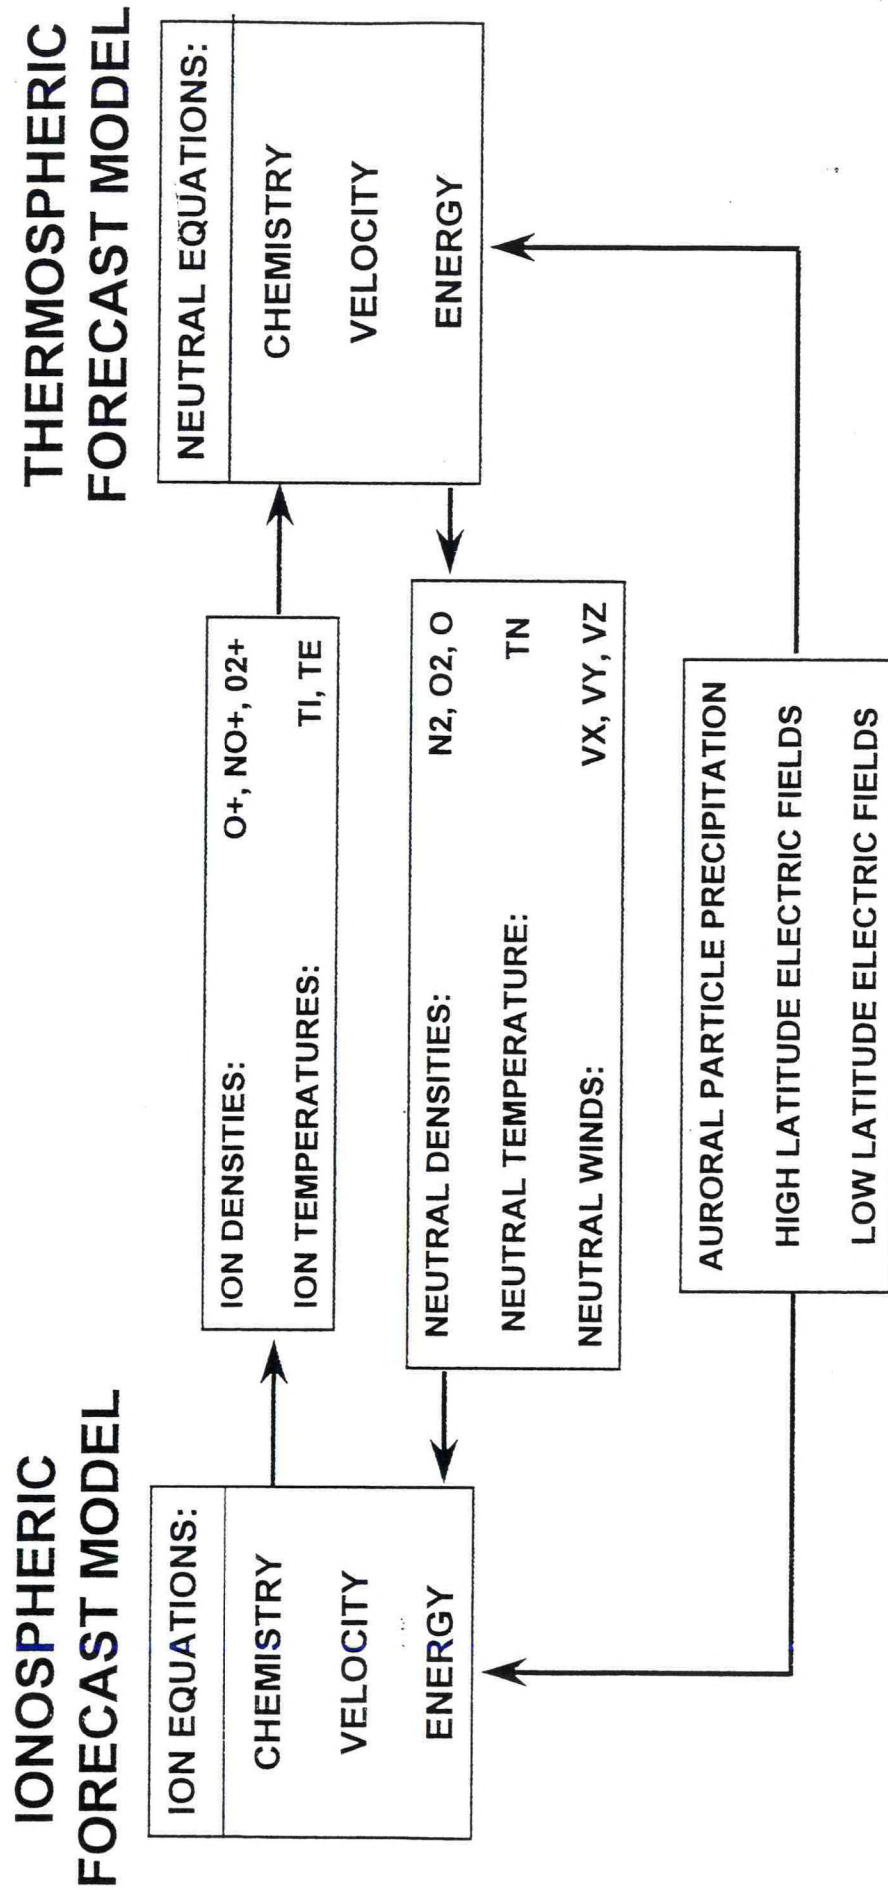 IONOSPHERIC
FORECAST MODEL
ION EQUATIONS:
CHEMISTRY
VELOCITY
ENERGY
ION DENSITIES: O+, NO+, 02+
ION TEMPERATURES: TI, TE
NEUTRAL DENSITIES: N2, O2, O
NEUTRAL TEMPERATURE: TN
NEUTRAL WINDS: VX, VY, VZ
AURORAL PARTICLE PRECIPITATION
HIGH LATITUDE ELECTRIC FIELDS
LOW LATITUDE ELECTRIC FIELDS
THERMOSPHERIC
FORECAST MODEL
NEUTRAL EQUATIONS:
CHEMISTRY
VELOCITY
ENERGY